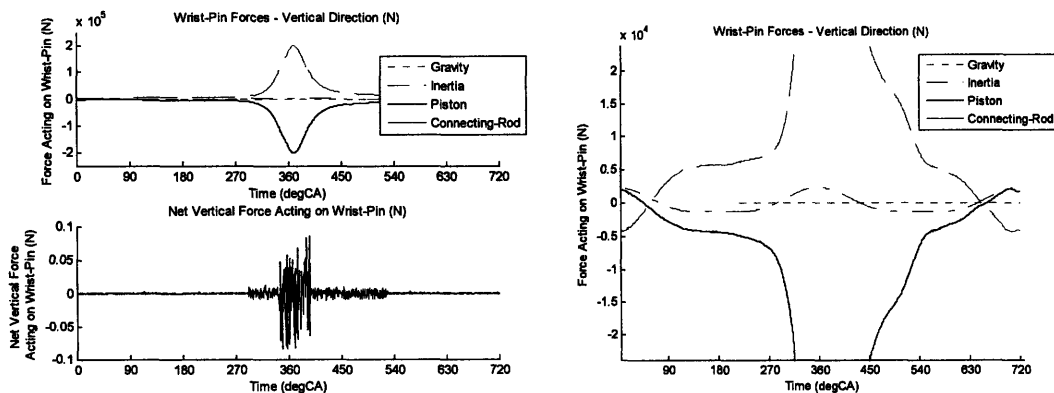 Wrist-Pin Forces - Vertical Direction (N)
x 10^5
Force Acting on Wrist-Pin (N)
2
1
0
-1
-2
Gravity
Inertia
Piston
Connecting-Rod
0 90 180 270 360 450 540 630 720
Time (degCA)
Net Vertical Force Acting on Wrist-Pin (N)
Net Vertical Force
Acting on Wrist-Pin (N)
0.1
0.05
0
-0.05
-0.1
0 90 180 270 360 450 540 630 720
Time (degCA)
Wrist-Pin Forces - Vertical Direction (N)
x 10^4
Force Acting on Wrist-Pin (N)
2
1.5
1
0.5
0
-0.5
-1
-1.5
-2
Gravity
Inertia
Piston
Connecting-Rod
90 180 270 360 450 540 630 720
Time (degCA)